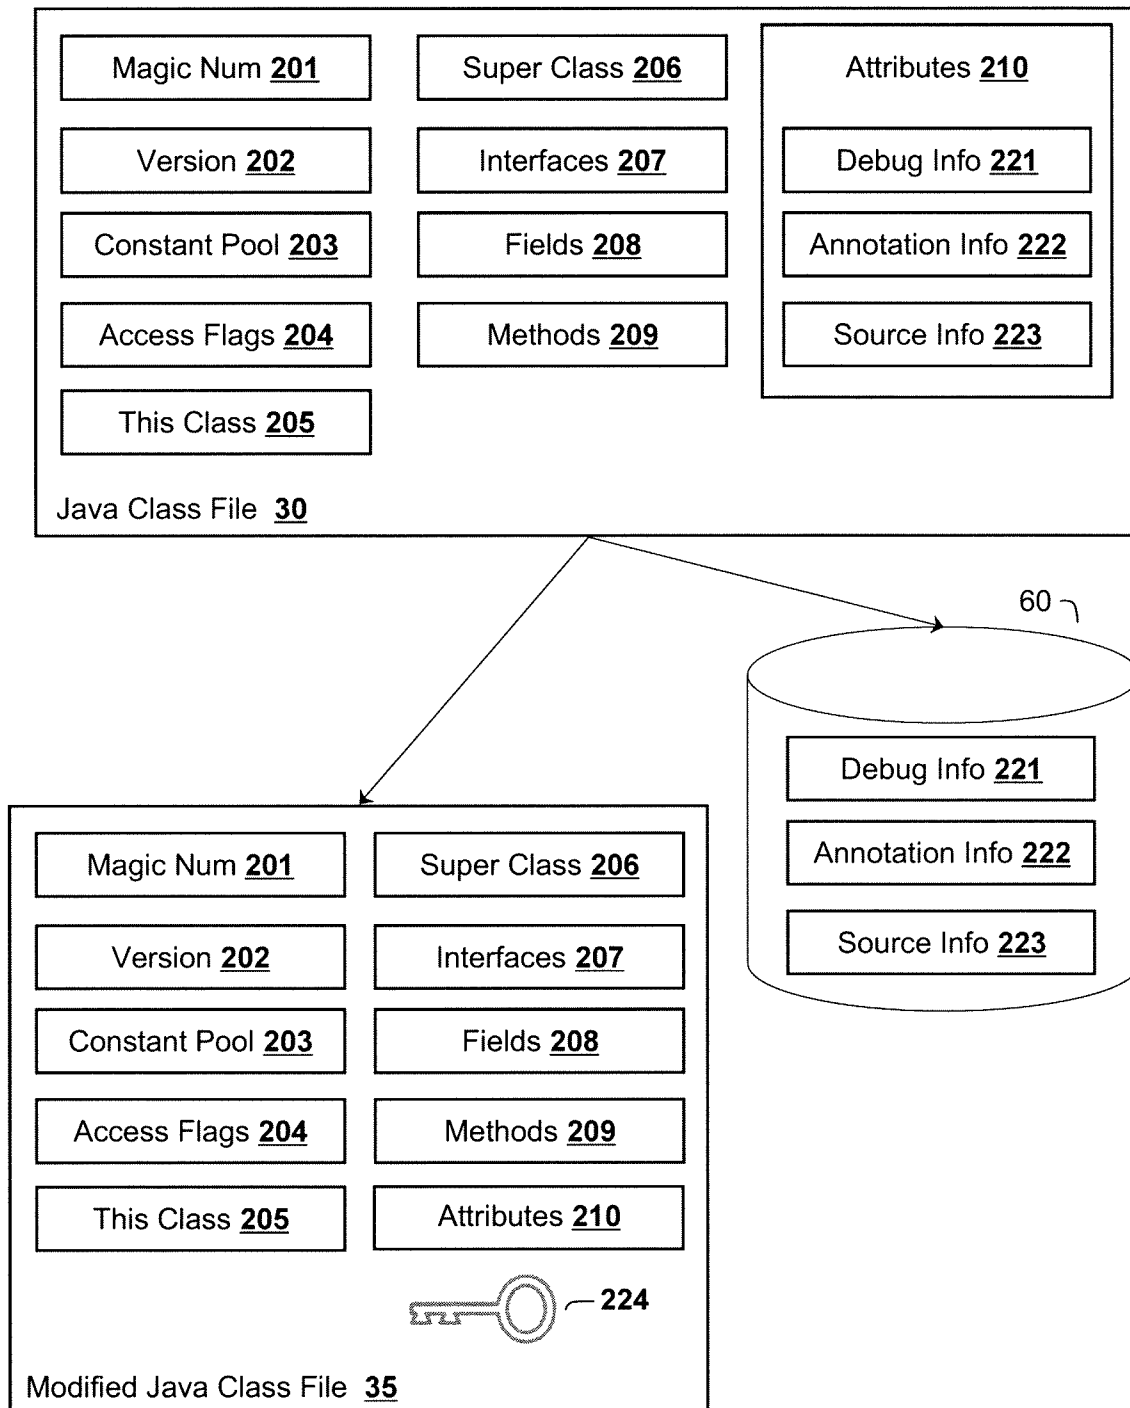 Magic Num 201
Version 202
Constant Pool 203
Access Flags 204
This Class 205
Super Class 206
Interfaces 207
Fields 208
Methods 209
Attributes 210
Debug Info 221
Annotation Info 222
Source Info 223
Java Class File 30
60
Debug Info 221
Annotation Info 222
Source Info 223
Magic Num 201
Version 202
Constant Pool 203
Access Flags 204
This Class 205
Super Class 206
Interfaces 207
Fields 208
Methods 209
Attributes 210
224
Modified Java Class File 35